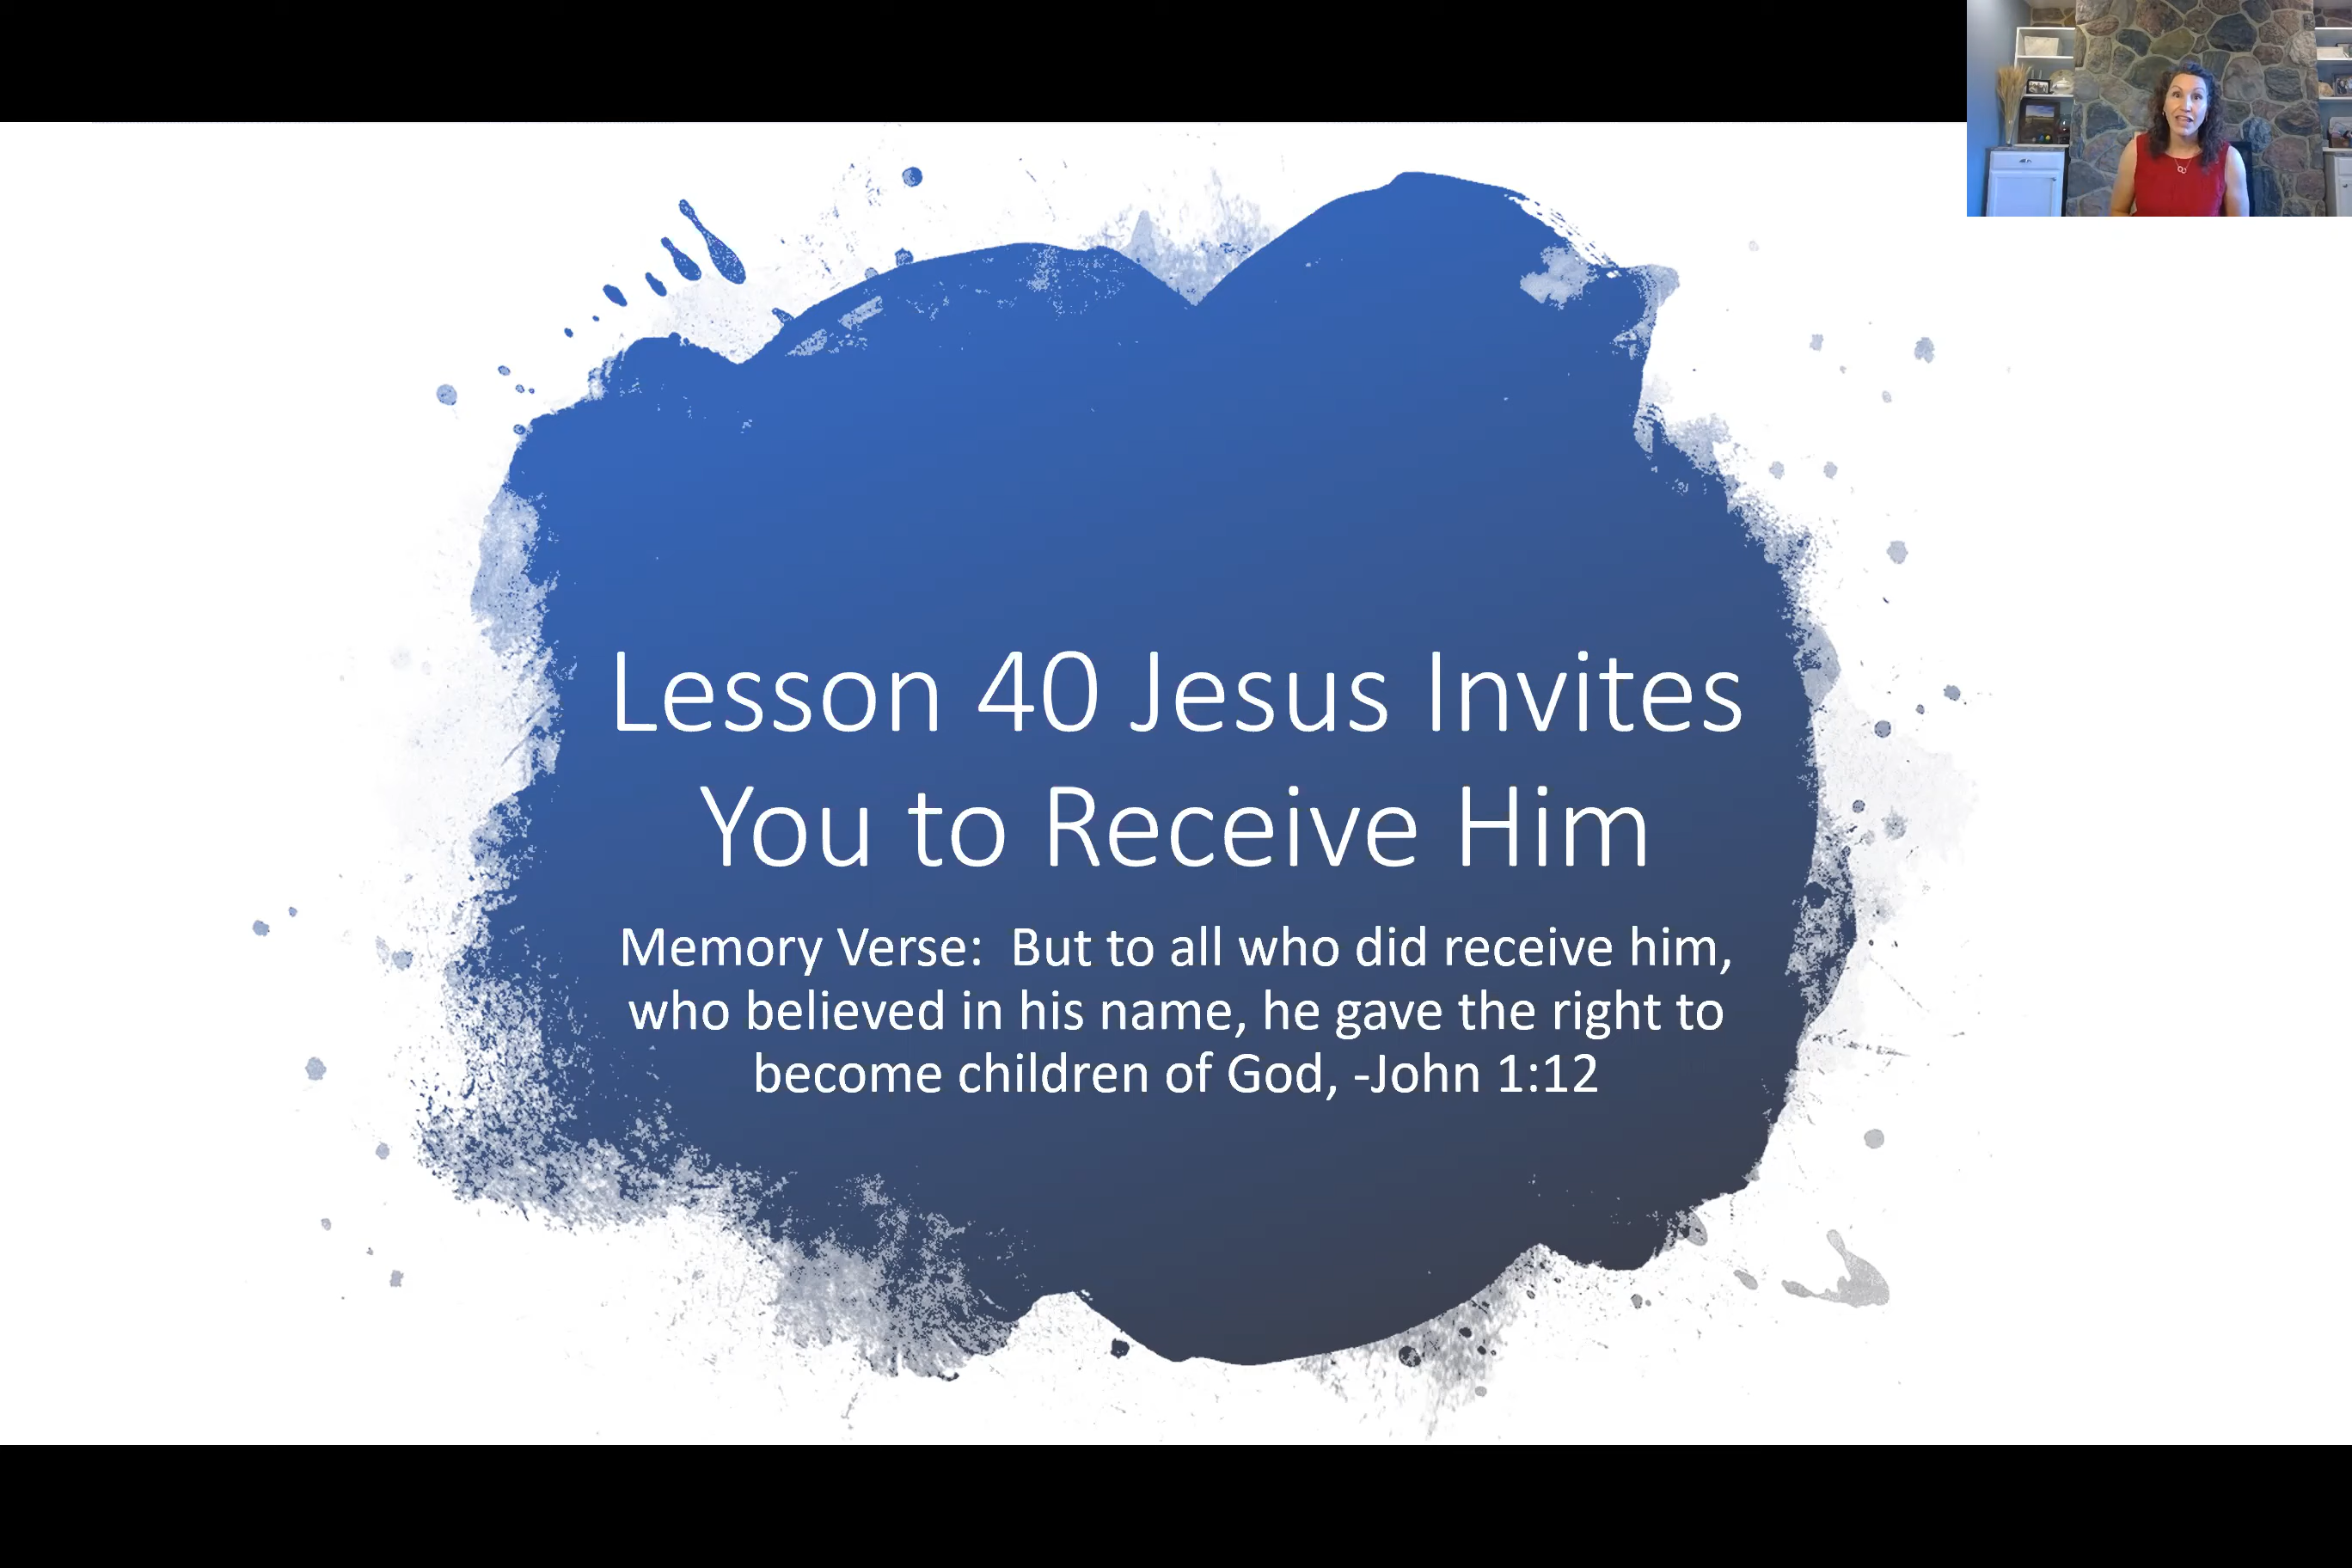 Lesson 40 Jesus Invites
You to Receive Him
Memory Verse:  But to all who did receive him,
who believed in his name, he gave the right to
become children of God, -John 1:12